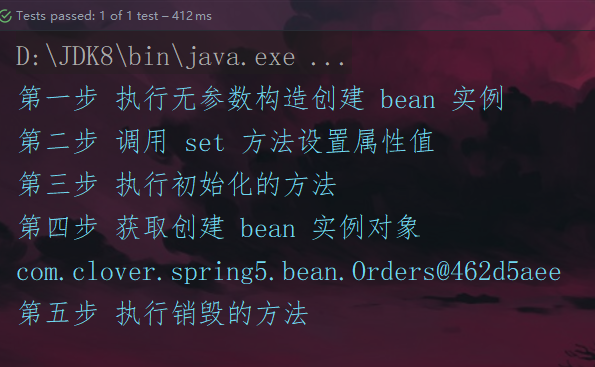 Tests passed: 1 of 1 test – 412 ms
D:\JDK8\bin\java.exe ...
第一步 执行无参数构造创建 bean 实例
第二步 调用 set 方法设置属性值
第三步 执行初始化的方法
第四步 获取创建 bean 实例对象
com.clover.spring5.bean.Orders@462d5aee
第五步 执行销毁的方法